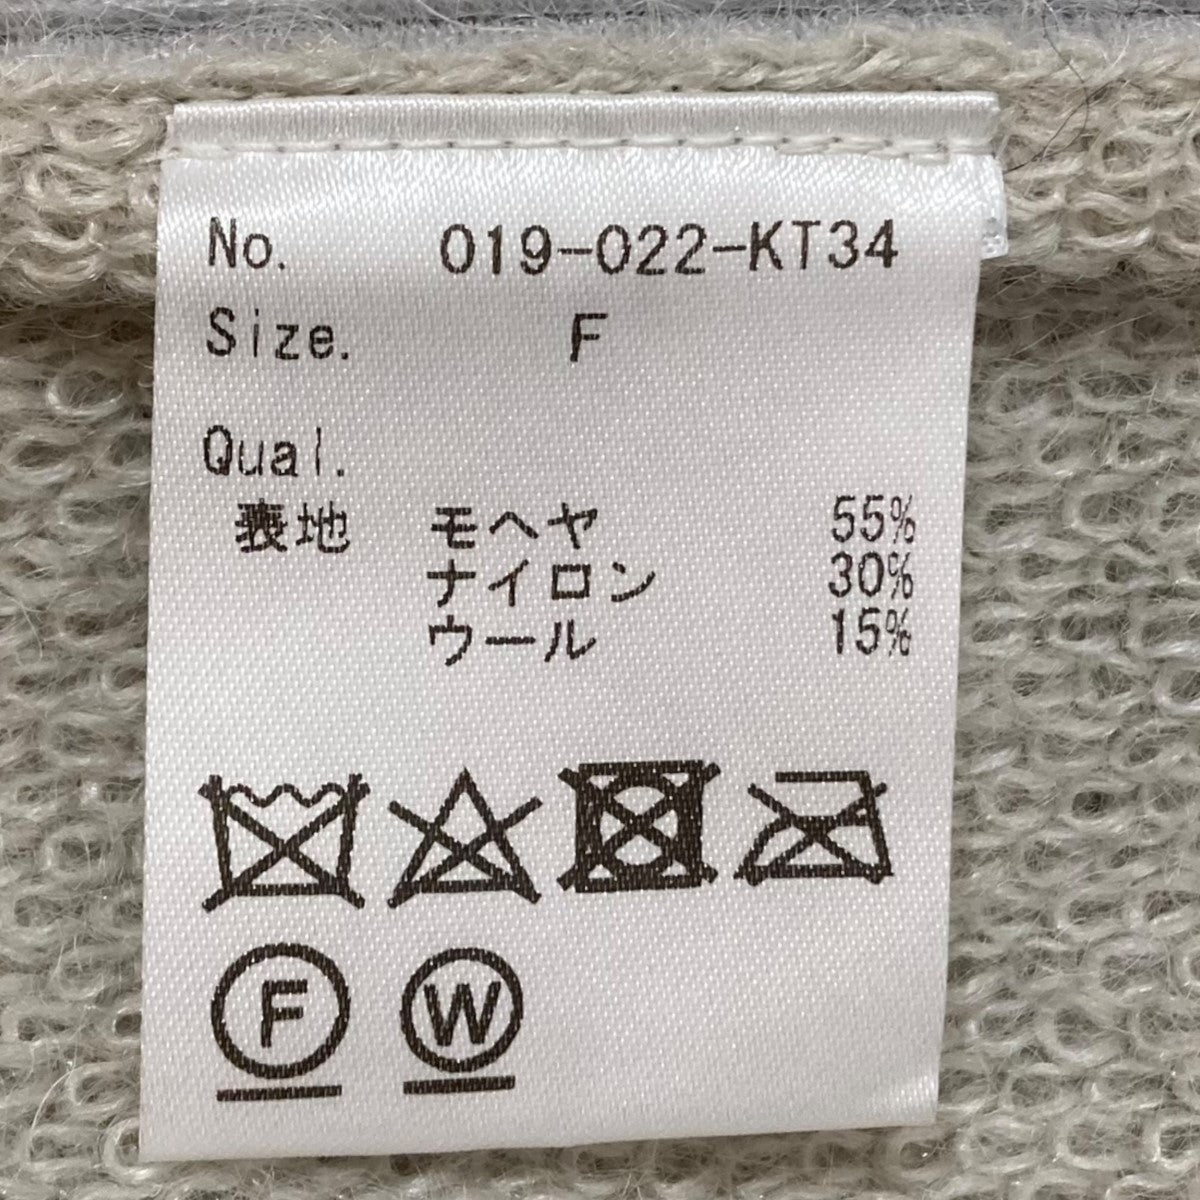 No. 019-022-KT34
Size. F
Qual.
表地 モヘヤ 55%
ナイロン 30%
ウール 15%
F W